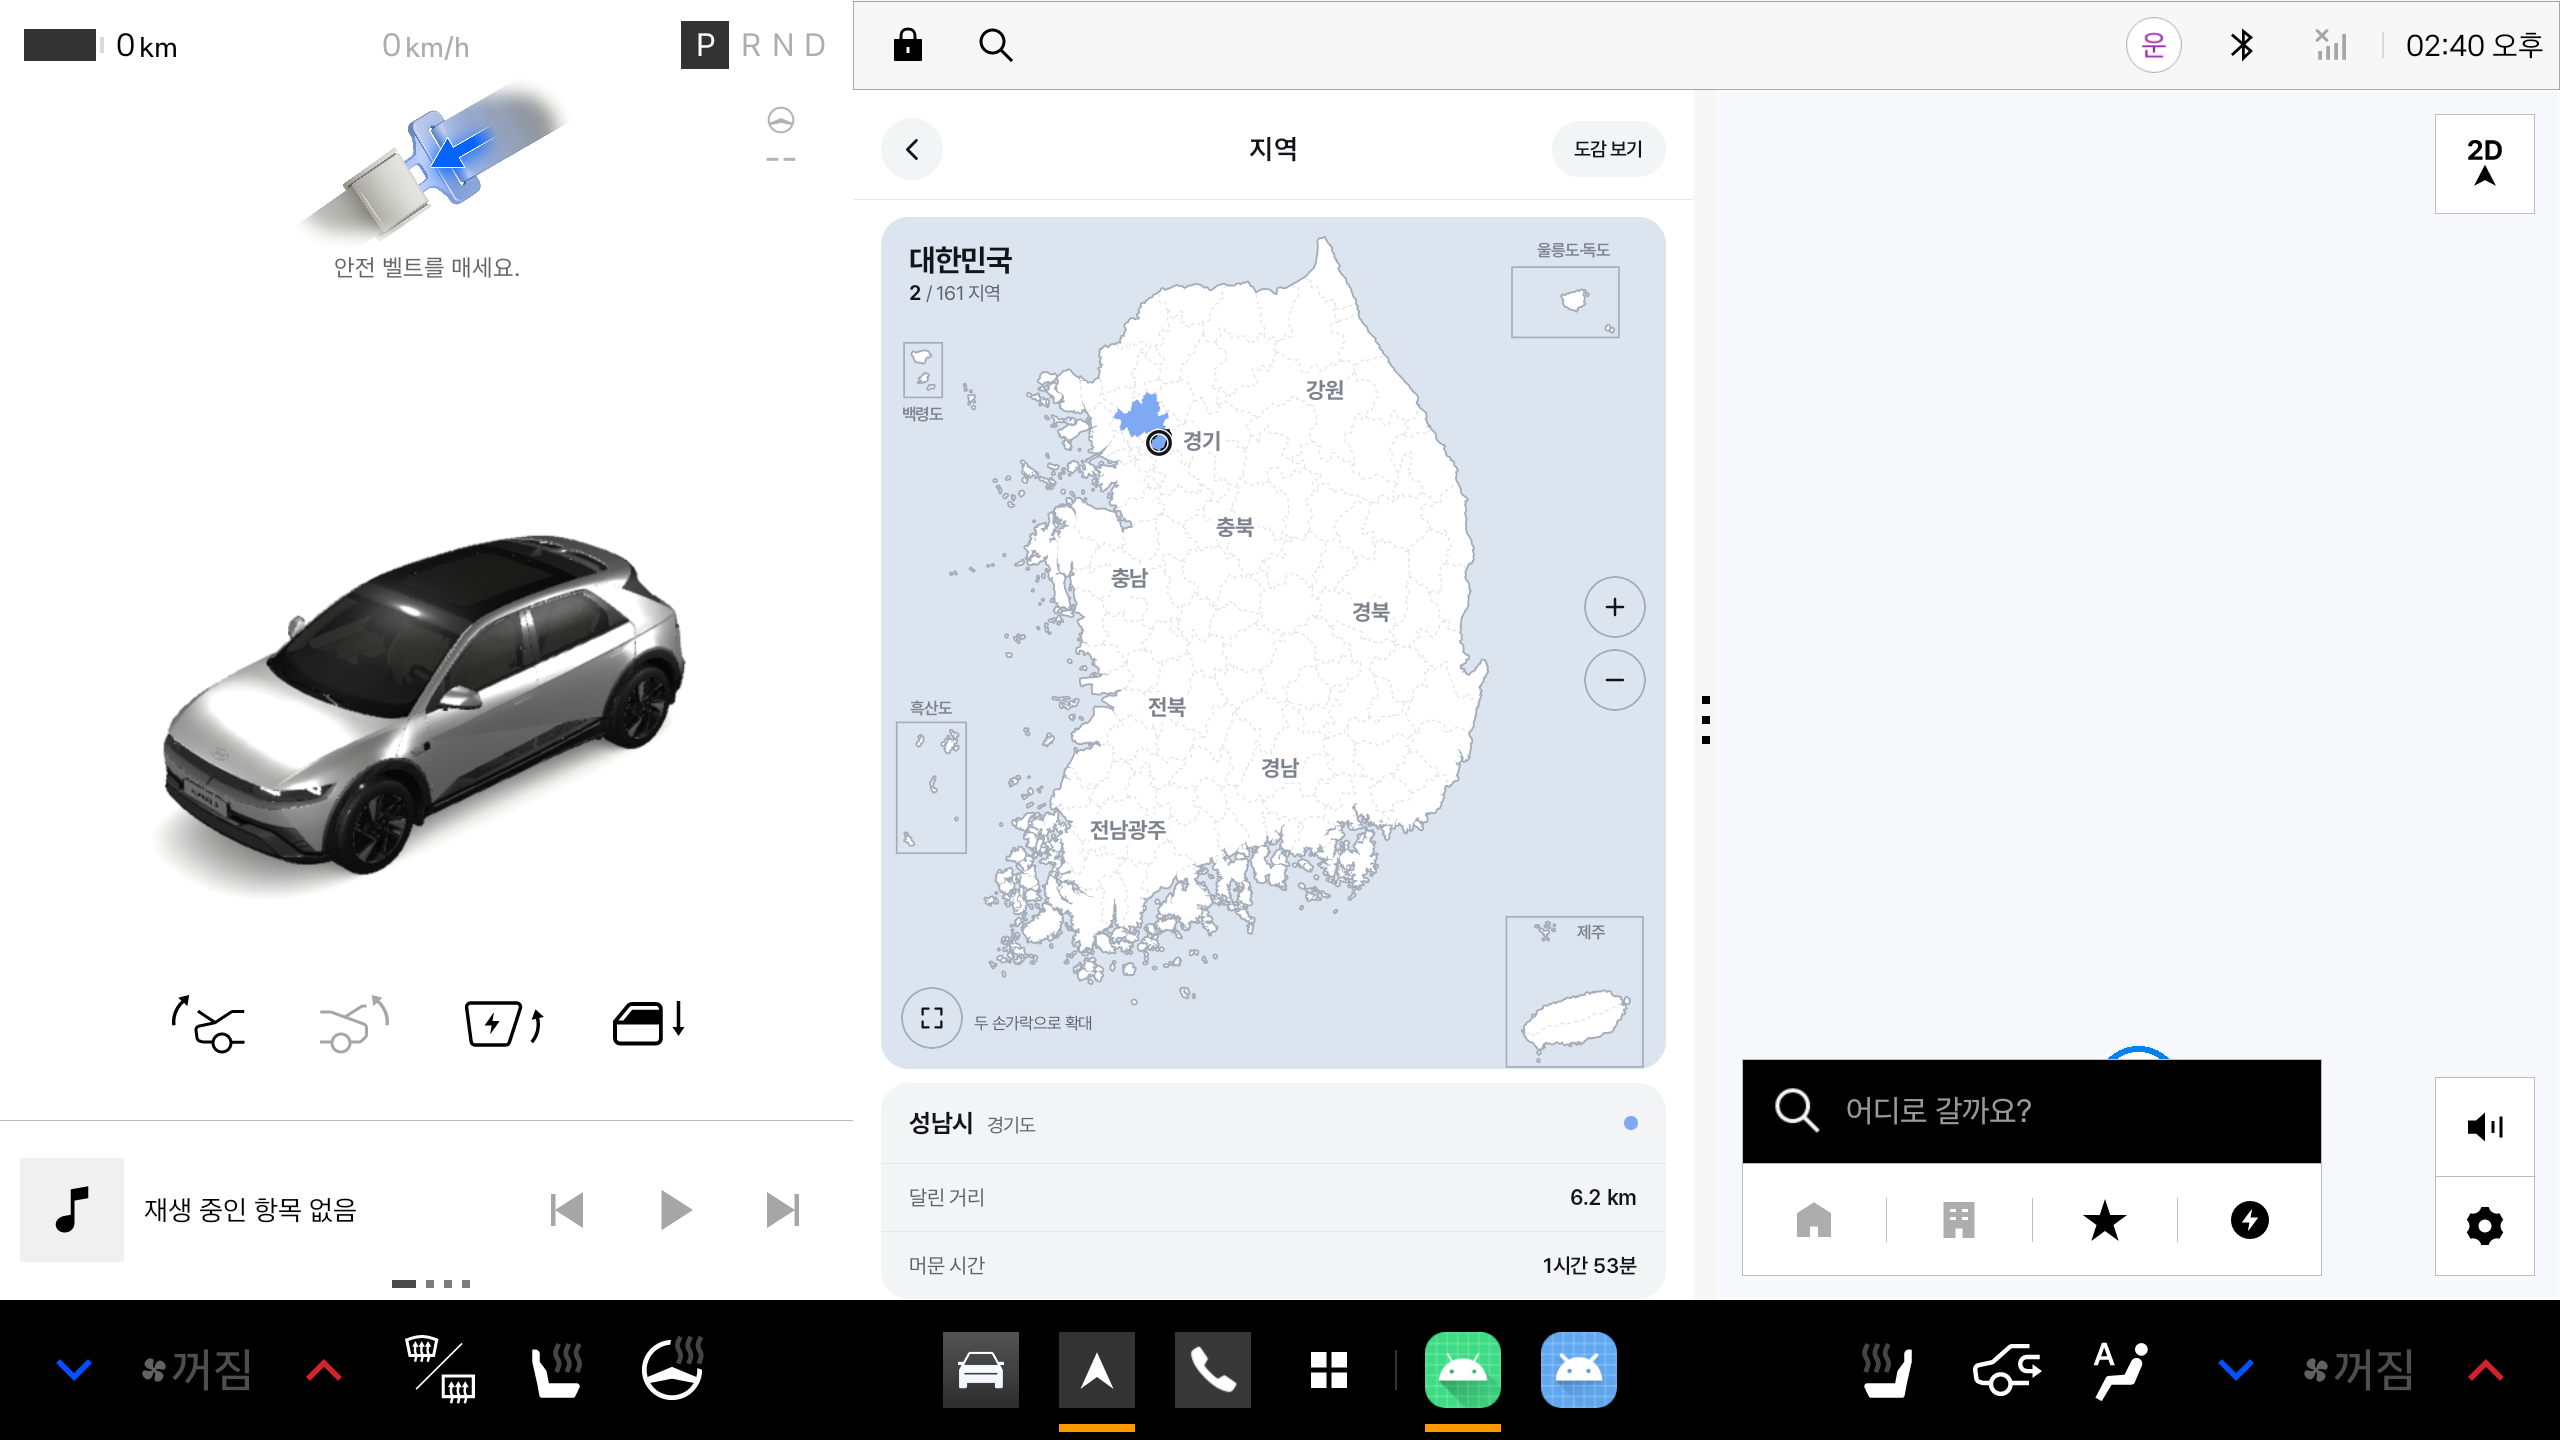 0 km
0 km/h
P R N D
운
02:40 오후
안전 벨트를 매세요.
재생 중인 항목 없음
지역
도감 보기
대한민국
2 / 161 지역
울릉도·독도
백령도
강원
경기
충북
충남
경북
흑산도
전북
경남
전남광주
제주
두 손가락으로 확대
성남시 경기도
달린 거리 6.2 km
머문 시간 1시간 53분
2D
어디로 갈까요?
꺼짐
A
꺼짐